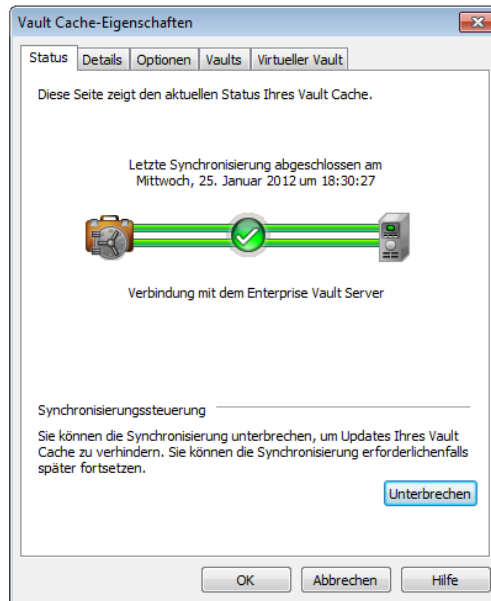 Vault Cache-Eigenschaften
Status Details Optionen Vaults Virtueller Vault
Diese Seite zeigt den aktuellen Status Ihres Vault Cache.
Letzte Synchronisierung abgeschlossen am
Mittwoch, 25. Januar 2012 um 18:30:27
Verbindung mit dem Enterprise Vault Server
Synchronisierungssteuerung
Sie können die Synchronisierung unterbrechen, um Updates Ihres Vault
Cache zu verhindern. Sie können die Synchronisierung erforderlichenfalls
später fortsetzen.
Unterbrechen
OK Abbrechen Hilfe